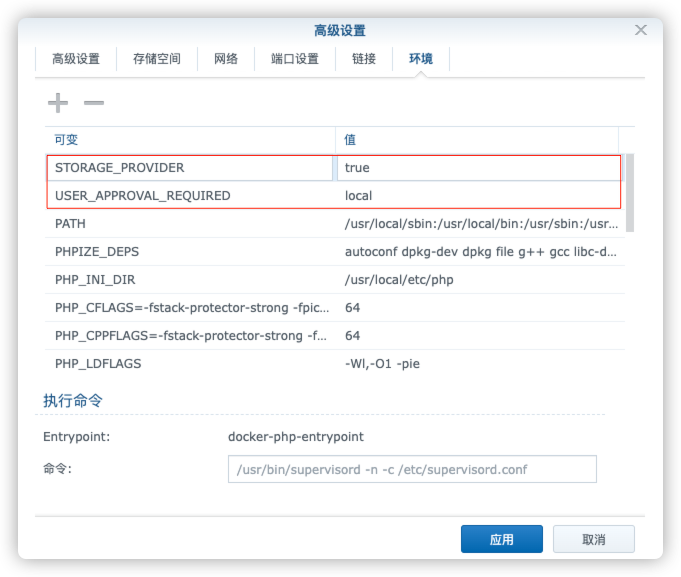 高级设置
高级设置 存储空间 网络 端口设置 链接 环境
可变 值
STORAGE_PROVIDER true
USER_APPROVAL_REQUIRED local
PATH /usr/local/sbin:/usr/local/bin:/usr/sbin:/usr...
PHPIZE_DEPS autoconf dpkg-dev dpkg file g++ gcc libc-d...
PHP_INI_DIR /usr/local/etc/php
PHP_CFLAGS=-fstack-protector-strong -fpic... 64
PHP_CPPFLAGS=-fstack-protector-strong -f... 64
PHP_LDFLAGS -Wl,-O1 -pie
执行命令
Entrypoint: docker-php-entrypoint
命令: /usr/bin/supervisord -n -c /etc/supervisord.conf
应用 取消